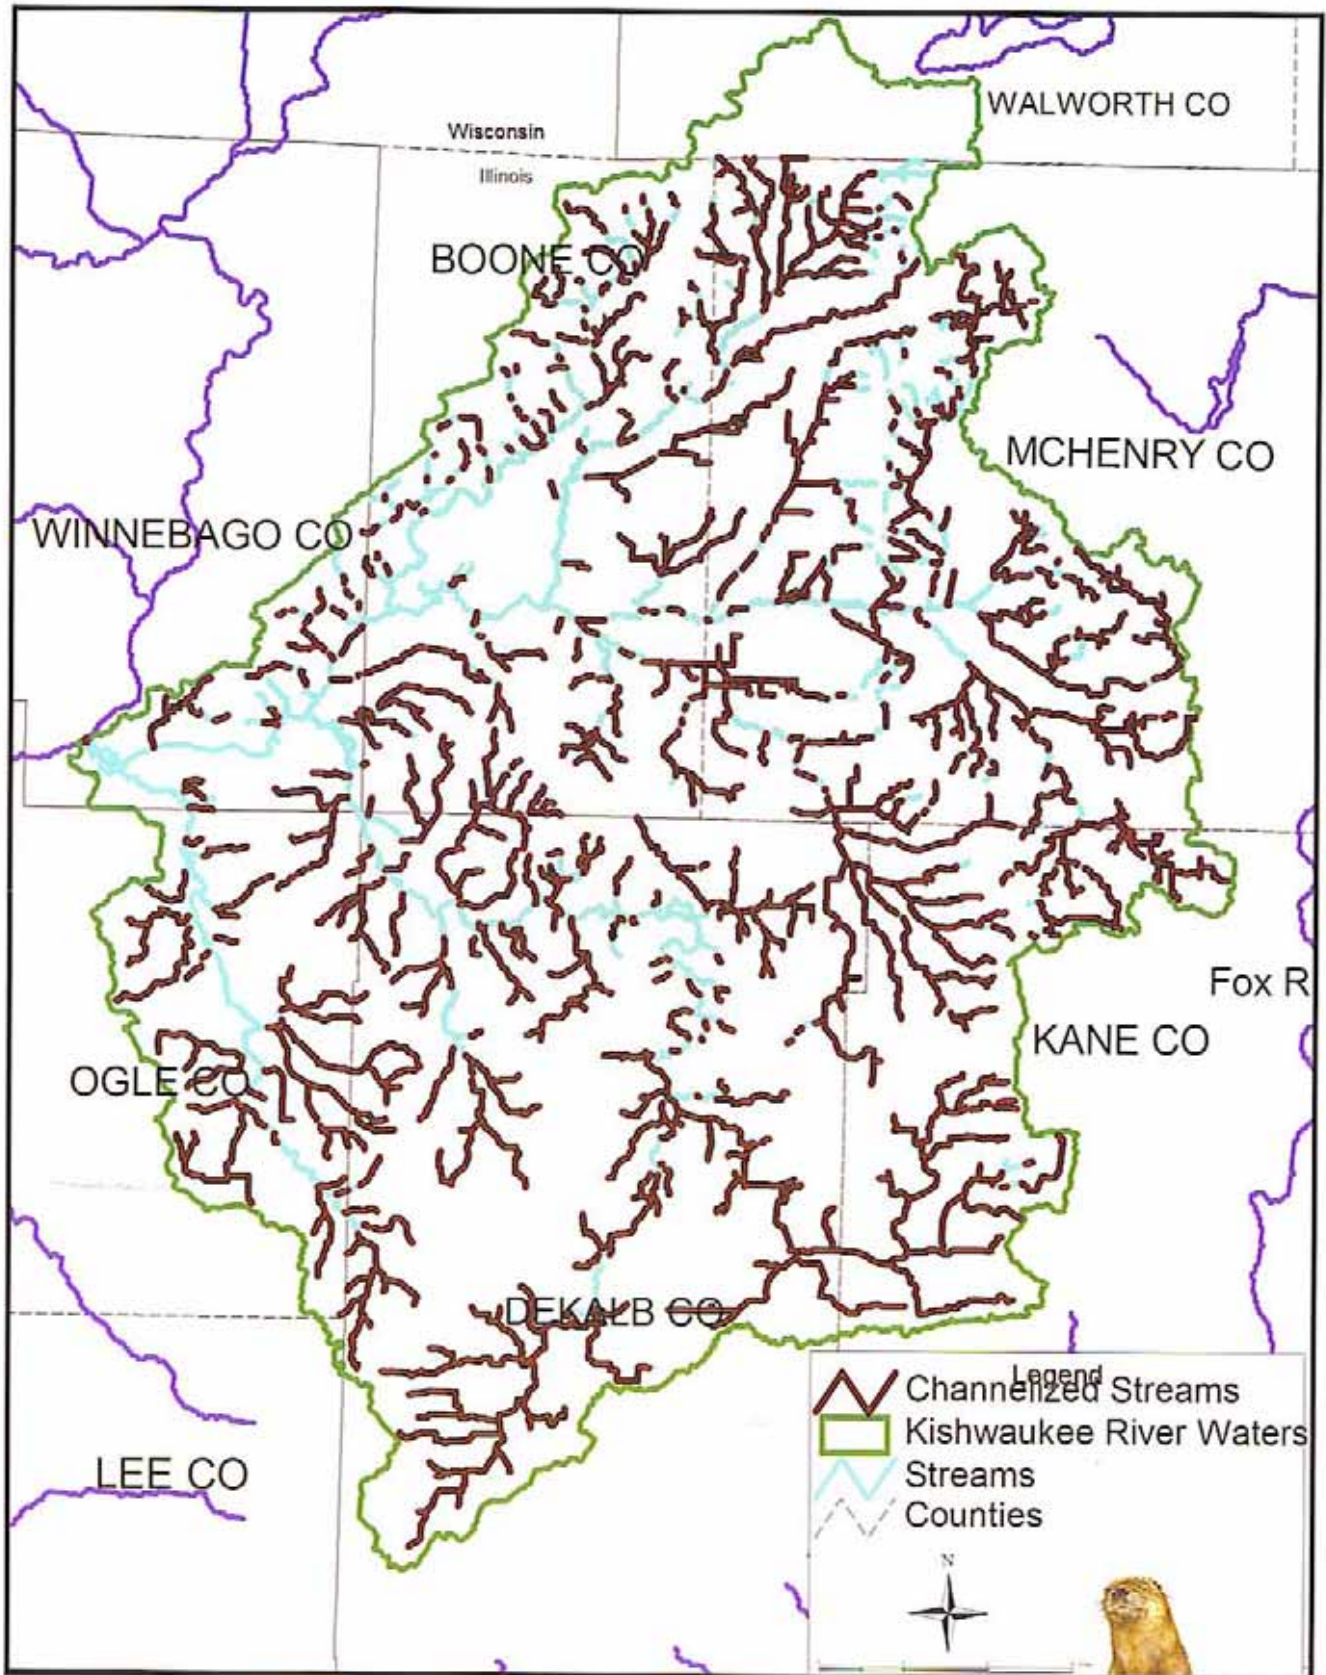 WALWORTH CO
Wisconsin
Illinois
BOONE CO
MCHENRY CO
WINNEBAGO CO
Fox R
KANE CO
OGLE CO
DEKALB CO
LEE CO
Legend
Channelized Streams
Kishwaukee River Waters
Streams
Counties
N